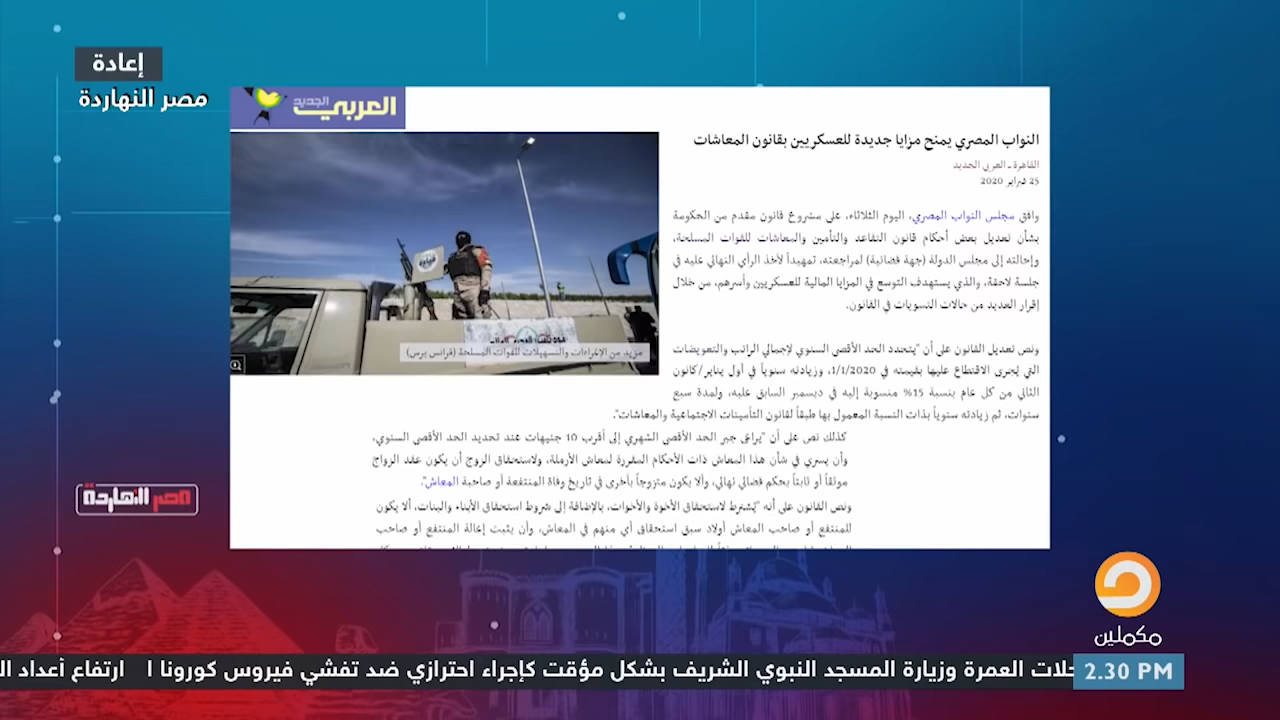 إعادة
مصر النهاردة
العربي الجديد
النواب المصري يمنح مزايا جديدة للعسكريين بقانون المعاشات
القاهرة ـ العربي الجديد
25 فبراير 2020
وافق مجلس النواب المصري، اليوم الثلاثاء، على مشروع قانون مقدم من الحكومة
بشأن تعديل بعض أحكام قانون التقاعد والتأمين والمعاشات للقوات المسلحة،
وإحالته إلى مجلس الدولة (جهة قضائية) لمراجعته، تمهيداً لأخذ الرأي النهائي عليه في
جلسة لاحقة، والذي يستهدف التوسع في المزايا المالية للعسكريين وأسرهم، من خلال
إقرار العديد من حالات التسويات في القانون.
مزيد من الإغراءات والتسهيلات للقوات المسلحة (فرانس برس)
ونص تعديل القانون على أن "يتحدد الحد الأقصى السنوي لإجمالي الراتب والتعويضات
التي يُجرى الاقتطاع عليها بقيمته في 1/1/2020، وزيادته سنوياً في أول يناير/كانون
الثاني من كل عام بنسبة 15% منسوبة إليه في ديسمبر السابق عليه، ولمدة سبع
سنوات، ثم زيادته سنوياً بذات النسبة المعمول بها طبقاً لقانون التأمينات الاجتماعية والمعاشات".
كذلك نص على أن "يراعى جبر الحد الأقصى الشهري إلى أقرب 10 جنيهات عند تحديد الحد الأقصى السنوي،
وأن يسري في شأن هذا المعاش ذات الأحكام المقررة لمعاش الأرملة، ولاستحقاق الزوج أن يكون عقد الزواج
موثقاً أو ثابتاً بحكم قضائي نهائي، وألا يكون متزوجاً بأخرى في تاريخ وفاة المنتفعة أو صاحبة المعاش".
ونص القانون على أنه "يُشترط لاستحقاق الأخوة والأخوات، بالإضافة إلى شروط استحقاق الأبناء والبنات، ألا يكون
للمنتفع أو صاحب المعاش أولاد سبق استحقاق أي منهم في المعاش، وأن يثبت إعالة المنتفع أو صاحب
مصر النهاردة
مكملين
2.30 PM
حلات العمرة وزيارة المسجد النبوي الشريف بشكل مؤقت كإجراء احترازي ضد تفشي فيروس كورونا ا ارتفاع أعداد ال